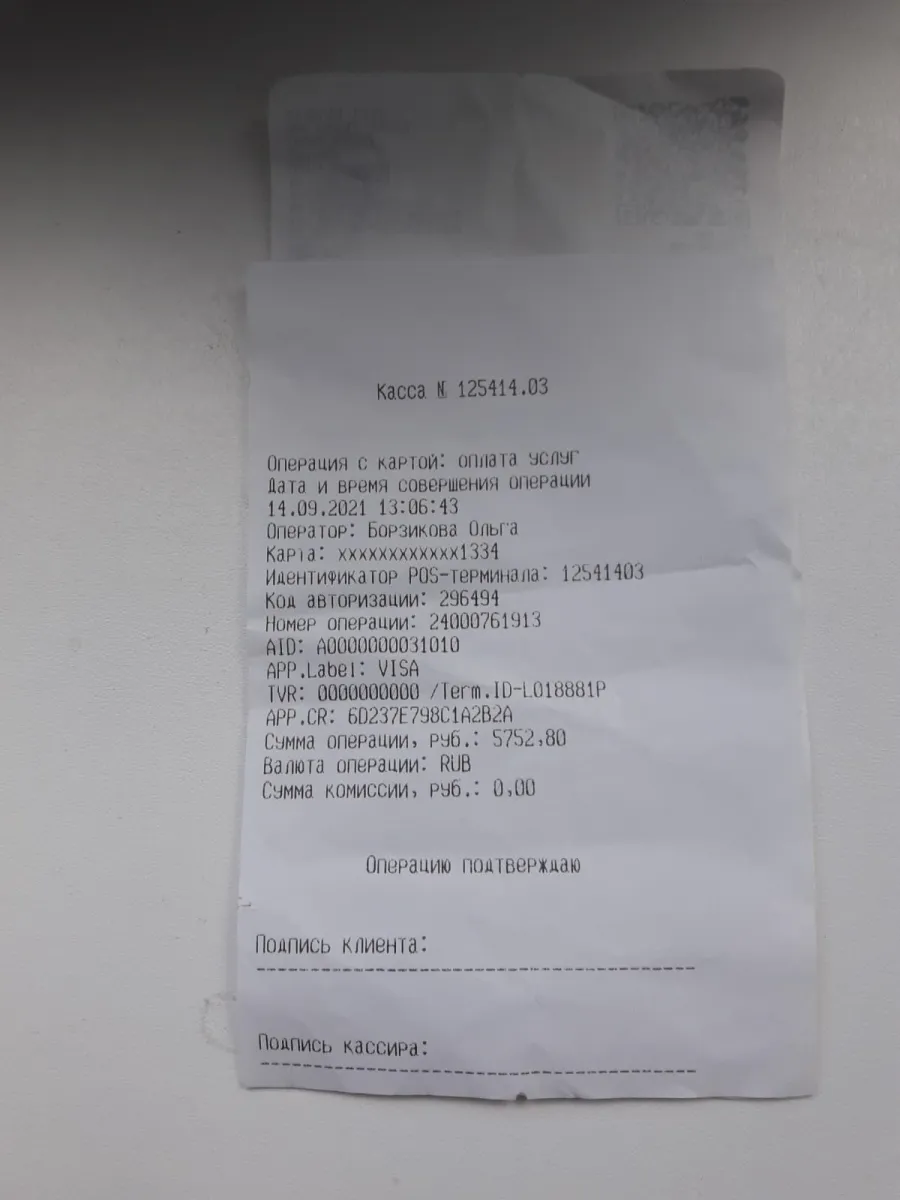 Касса № 125414.03
Операция с картой: оплата услуг
Дата и время совершения операции
14.09.2021 13:06:43
Оператор: Борзикова Ольга
Карта: xxxxxxxxxxxx1334
Идентификатор POS-терминала: 12541403
Код авторизации: 296494
Номер операции: 24000761913
AID: A0000000031010
APP.Label: VISA
TVR: 0000000000 /Term.ID-L018881P
APP.CR: 6D237E798C1A2B2A
Сумма операции, руб.: 5752,80
Валюта операции: RUB
Сумма комиссии, руб.: 0,00
Операцию подтверждаю
Подпись клиента:
Подпись кассира: